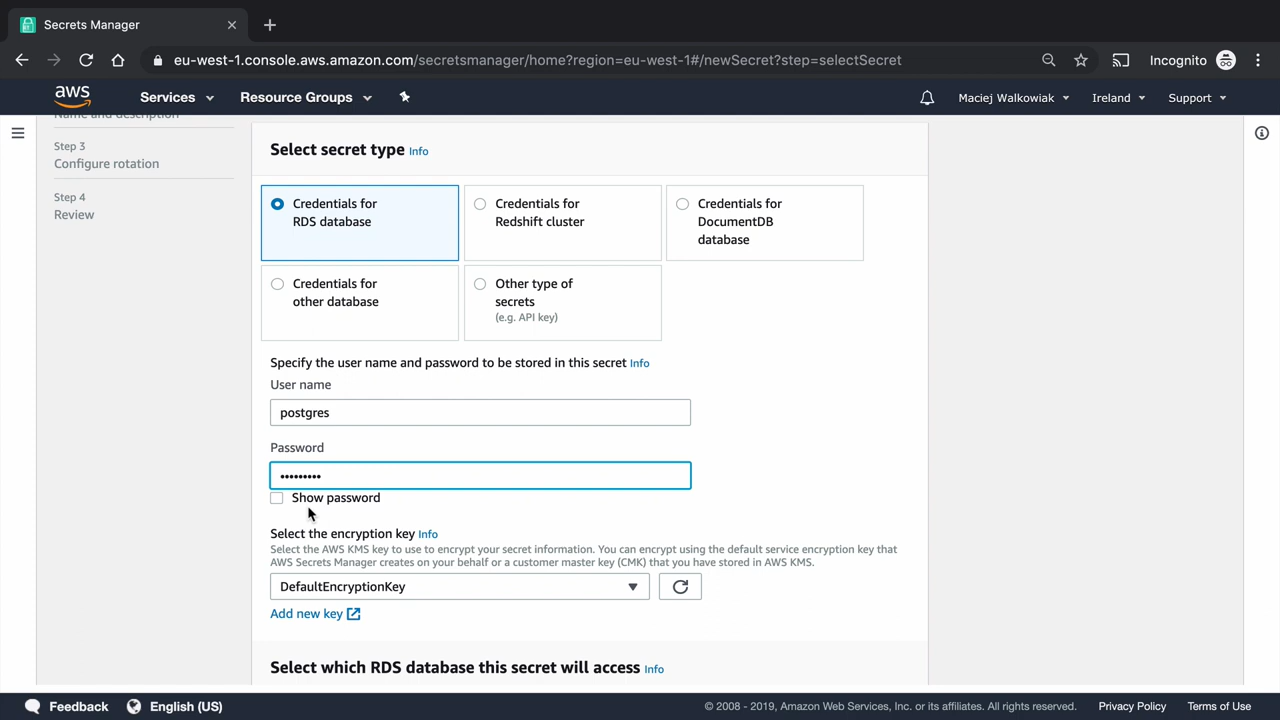 Secrets Manager
eu-west-1.console.aws.amazon.com/secretsmanager/home?region=eu-west-1#/newSecret?step=selectSecret
Incognito
aws
Services
Resource Groups
Maciej Walkowiak
Ireland
Support
Name and description
Step 3
Configure rotation
Step 4
Review
Select secret type Info
Credentials for
RDS database
Credentials for
Redshift cluster
Credentials for
DocumentDB
database
Credentials for
other database
Other type of
secrets
(e.g. API key)
Specify the user name and password to be stored in this secret Info
User name
postgres
Password
•••••••••
Show password
Select the encryption key Info
Select the AWS KMS key to use to encrypt your secret information. You can encrypt using the default service encryption key that
AWS Secrets Manager creates on your behalf or a customer master key (CMK) that you have stored in AWS KMS.
DefaultEncryptionKey
Add new key
Select which RDS database this secret will access Info
Feedback
English (US)
© 2008 - 2019, Amazon Web Services, Inc. or its affiliates. All rights reserved.
Privacy Policy
Terms of Use